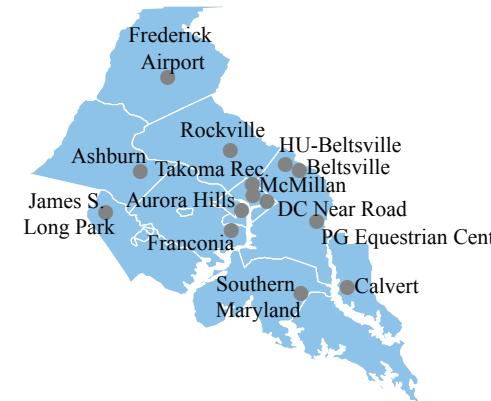 Frederick
Airport
Rockville
HU-Beltsville
Ashburn
Takoma Rec.
Beltsville
McMillan
James S.
Long Park
Aurora Hills
DC Near Road
Franconia
PG Equestrian Cent
Southern
Maryland
Calvert